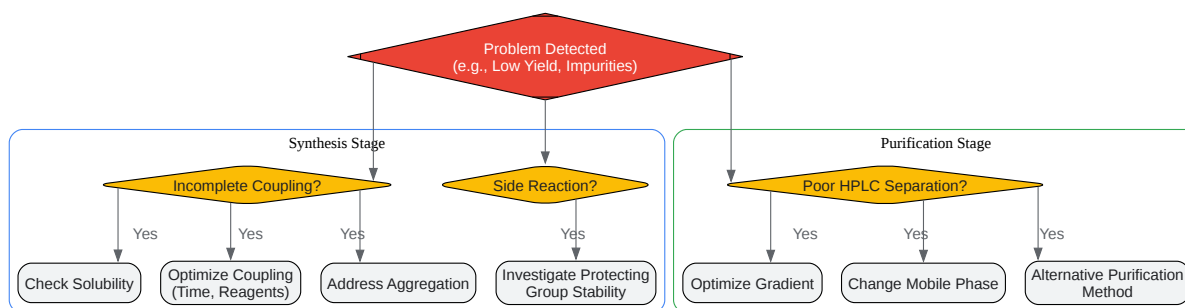 Problem Detected
(e.g., Low Yield, Impurities)
Synthesis Stage
Purification Stage
Incomplete Coupling?
Side Reaction?
Poor HPLC Separation?
Yes
Yes
Yes
Yes
Yes
Yes
Yes
Check Solubility
Optimize Coupling
(Time, Reagents)
Address Aggregation
Investigate Protecting
Group Stability
Optimize Gradient
Change Mobile Phase
Alternative Purification
Method